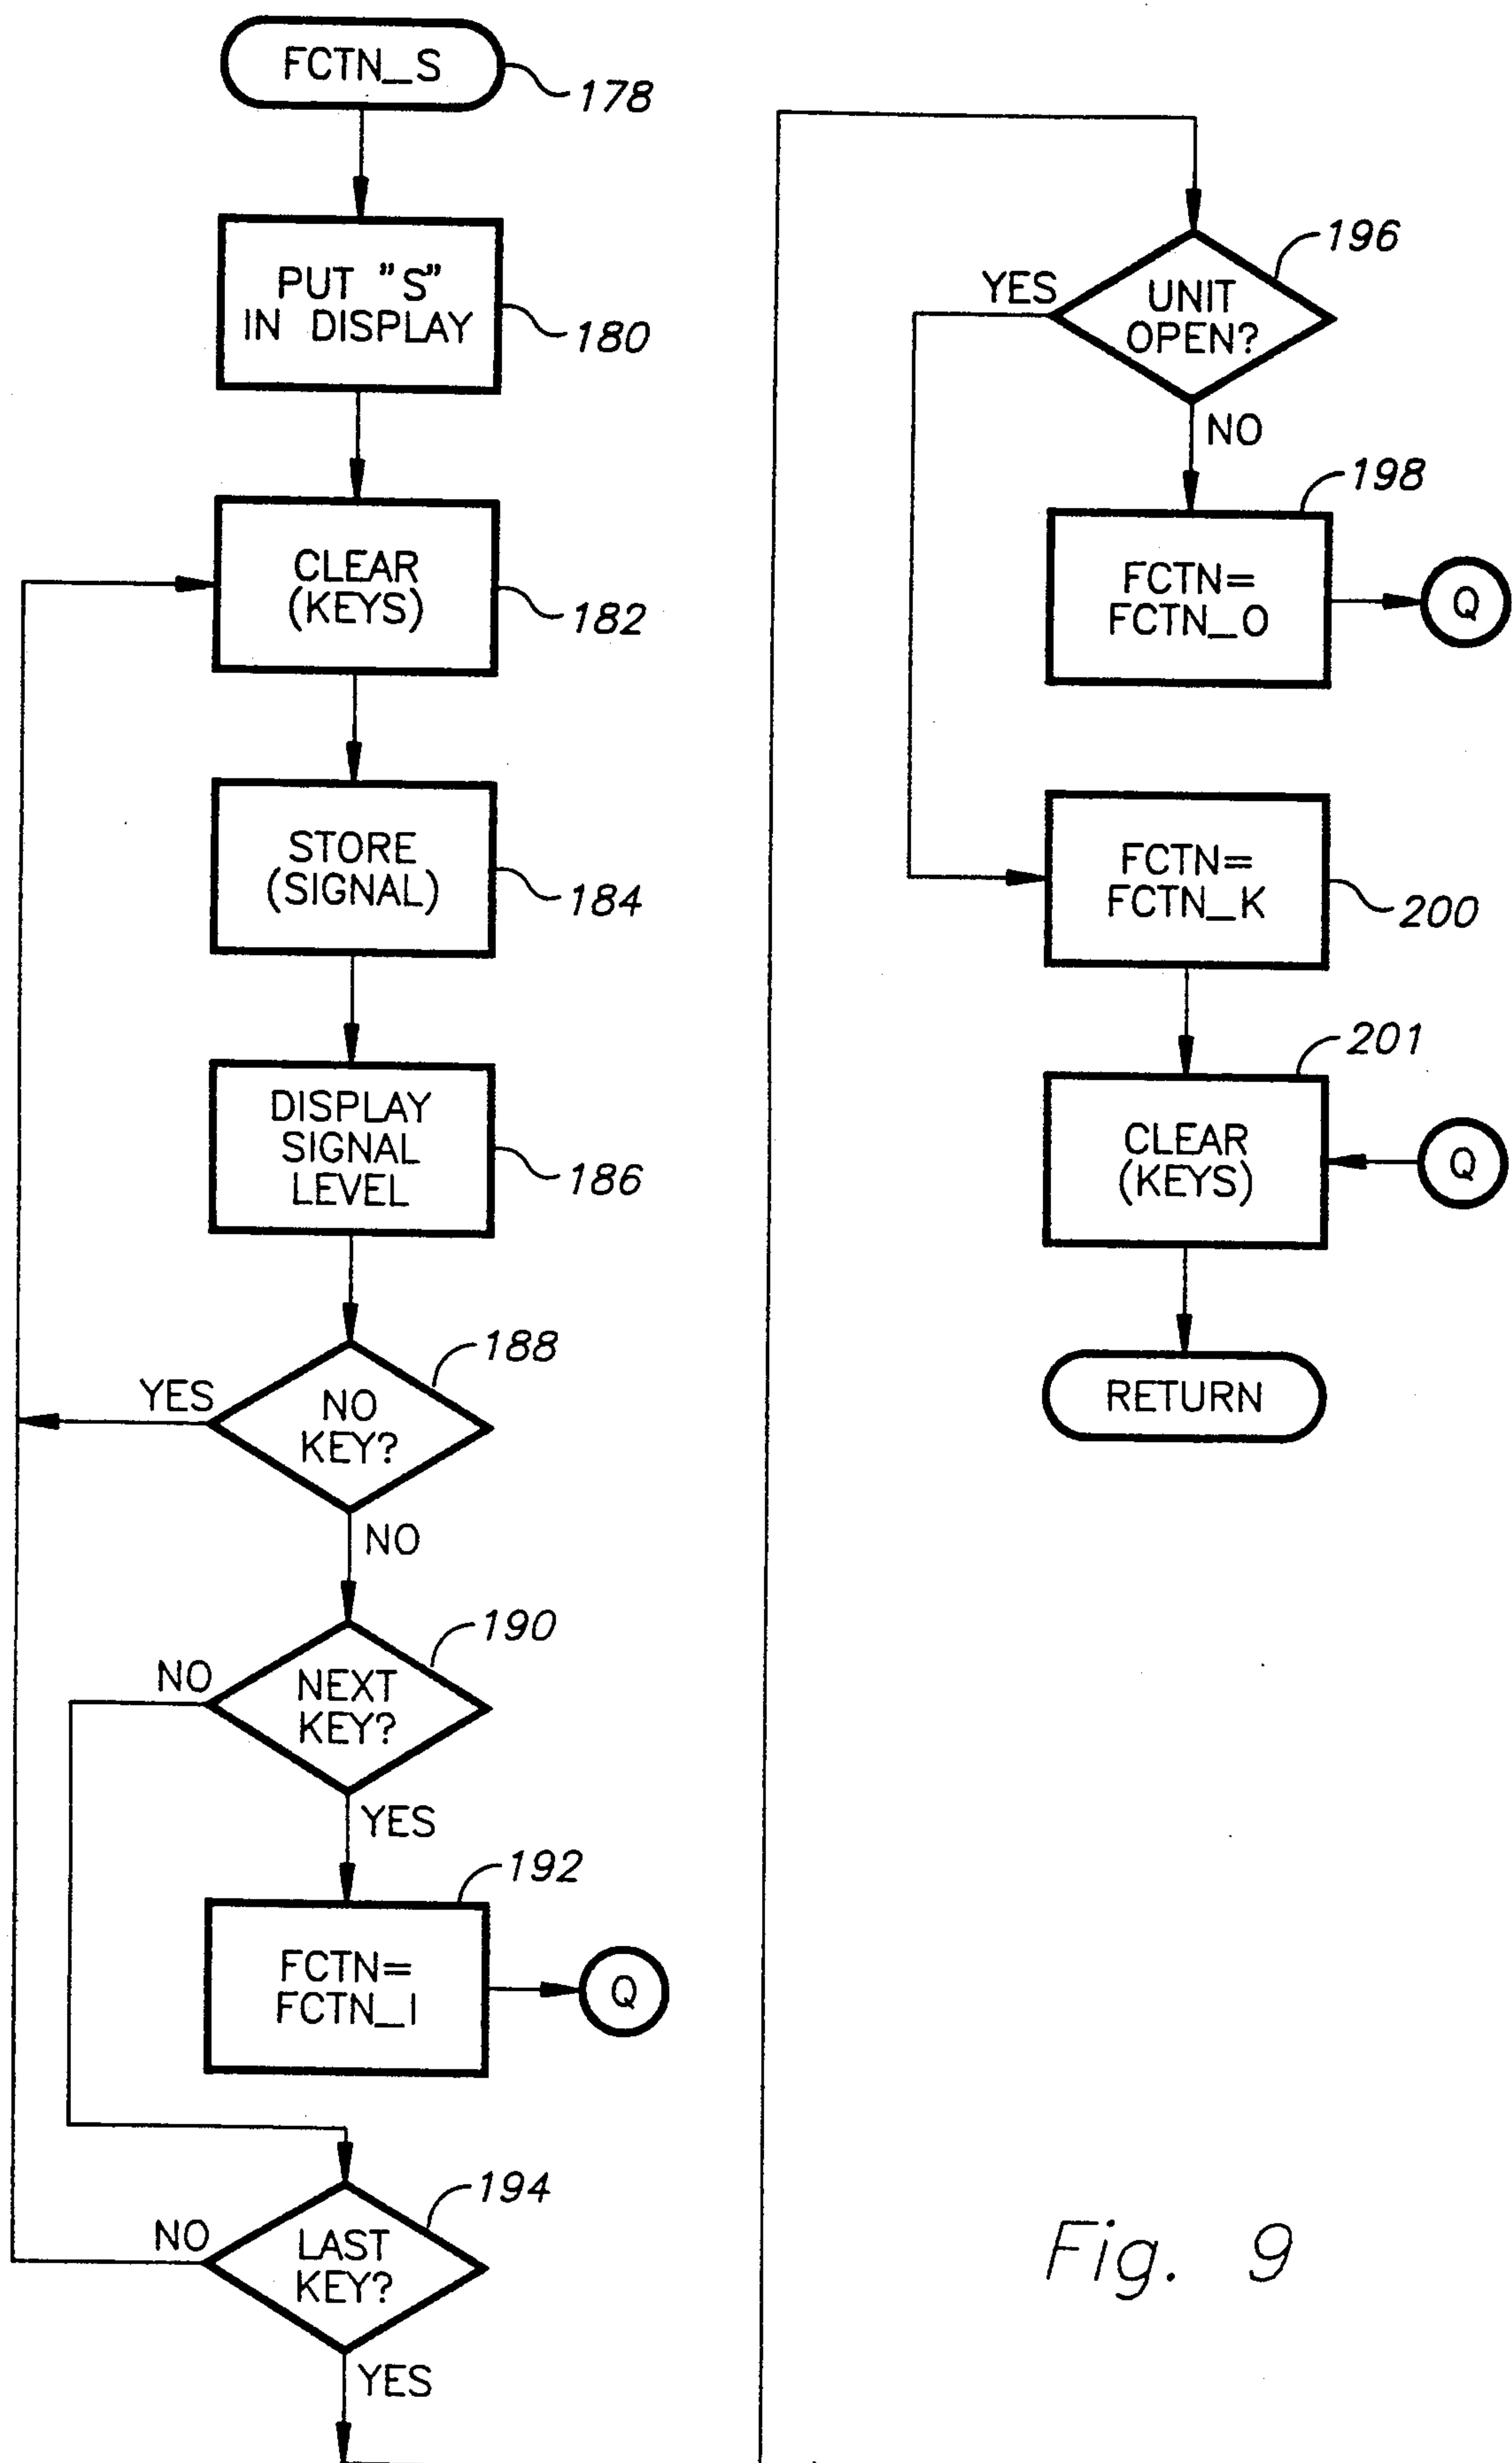 FCTN_S
178
PUT "S"
IN DISPLAY
180
CLEAR
(KEYS)
182
STORE
(SIGNAL)
184
DISPLAY
SIGNAL
LEVEL
186
188
YES
NO
KEY?
NO
190
NO
NEXT
KEY?
YES
192
FCTN=
FCTN_I
Q
194
NO
LAST
KEY?
YES
196
YES
UNIT
OPEN?
NO
198
FCTN=
FCTN_O
Q
FCTN=
FCTN_K
200
201
CLEAR
(KEYS)
Q
RETURN
Fig. 9